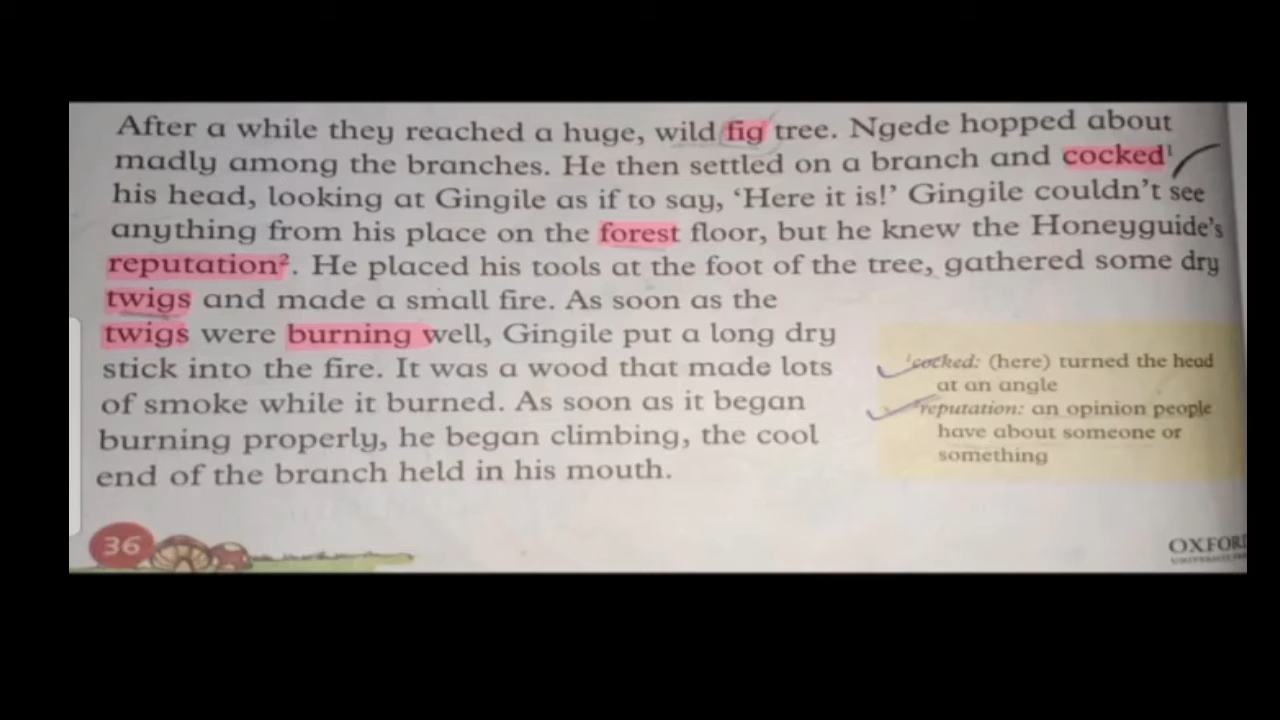 After a while they reached a huge, wild fig tree. Ngede hopped about
madly among the branches. He then settled on a branch and cocked¹
his head, looking at Gingile as if to say, ‘Here it is!’ Gingile couldn’t see
anything from his place on the forest floor, but he knew the Honeyguide’s
reputation². He placed his tools at the foot of the tree, gathered some dry
twigs and made a small fire. As soon as the
twigs were burning well, Gingile put a long dry
stick into the fire. It was a wood that made lots
of smoke while it burned. As soon as it began
burning properly, he began climbing, the cool
end of the branch held in his mouth.
¹cocked: (here) turned the head
at an angle
²reputation: an opinion people
have about someone or
something
36
OXFORD